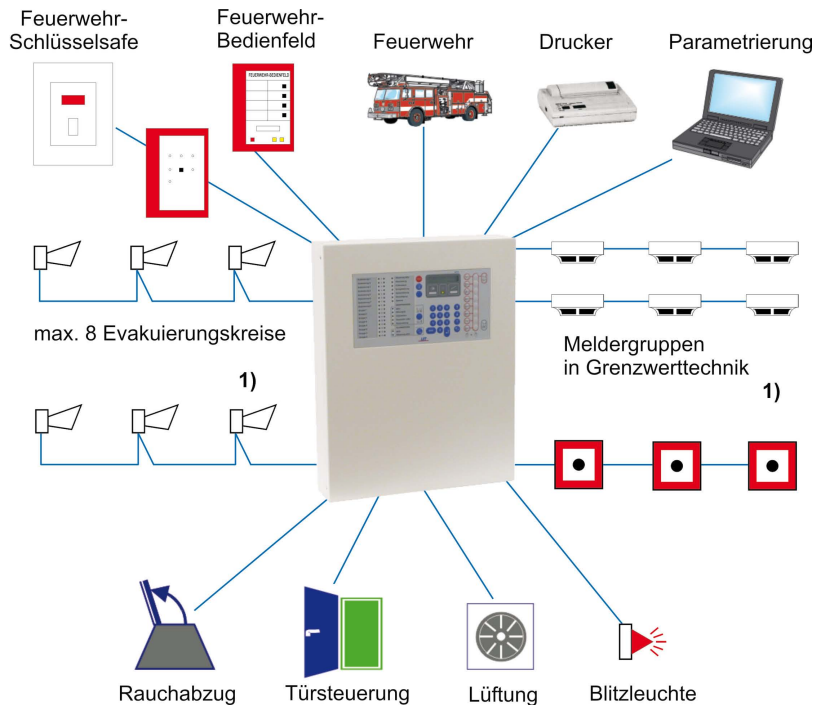 Feuerwehr-
Schlüsselsafe
Feuerwehr-
Bedienfeld
Feuerwehr
Drucker
Parametrierung
FEUERWEHR-BEDIENFELD
max. 8 Evakuierungskreise
1)
Meldergruppen
in Grenzwerttechnik
1)
Rauchabzug
Türsteuerung
Lüftung
Blitzleuchte